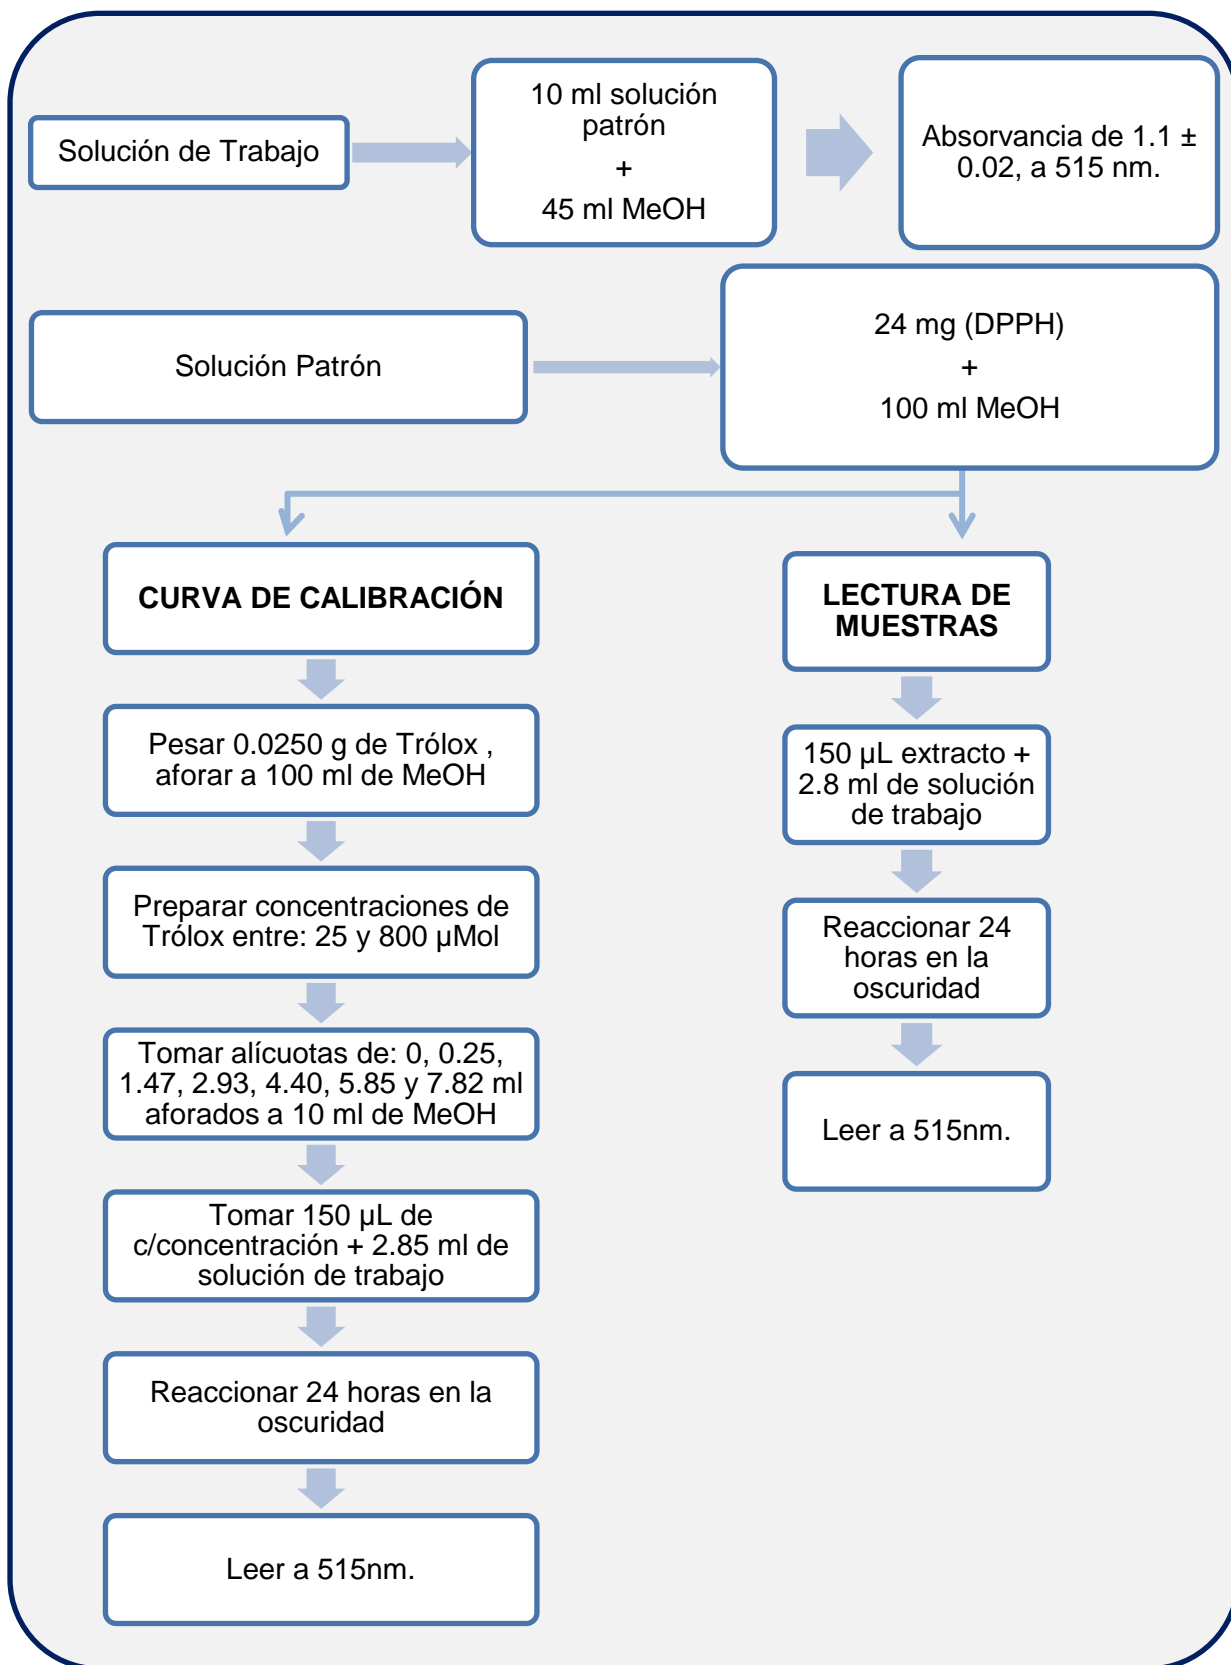 Solución de Trabajo
10 ml solución
patrón
+
45 ml MeOH
Absorvancia de 1.1 ±
0.02, a 515 nm.
Solución Patrón
24 mg (DPPH)
+
100 ml MeOH
CURVA DE CALIBRACIÓN
Pesar 0.0250 g de Trólox ,
aforar a 100 ml de MeOH
Preparar concentraciones de
Trólox entre: 25 y 800 µMol
Tomar alícuotas de: 0, 0.25,
1.47, 2.93, 4.40, 5.85 y 7.82 ml
aforados a 10 ml de MeOH
Tomar 150 µL de
c/concentración + 2.85 ml de
solución de trabajo
Reaccionar 24 horas en la
oscuridad
Leer a 515nm.
LECTURA DE
MUESTRAS
150 µL extracto +
2.8 ml de solución
de trabajo
Reaccionar 24
horas en la
oscuridad
Leer a 515nm.